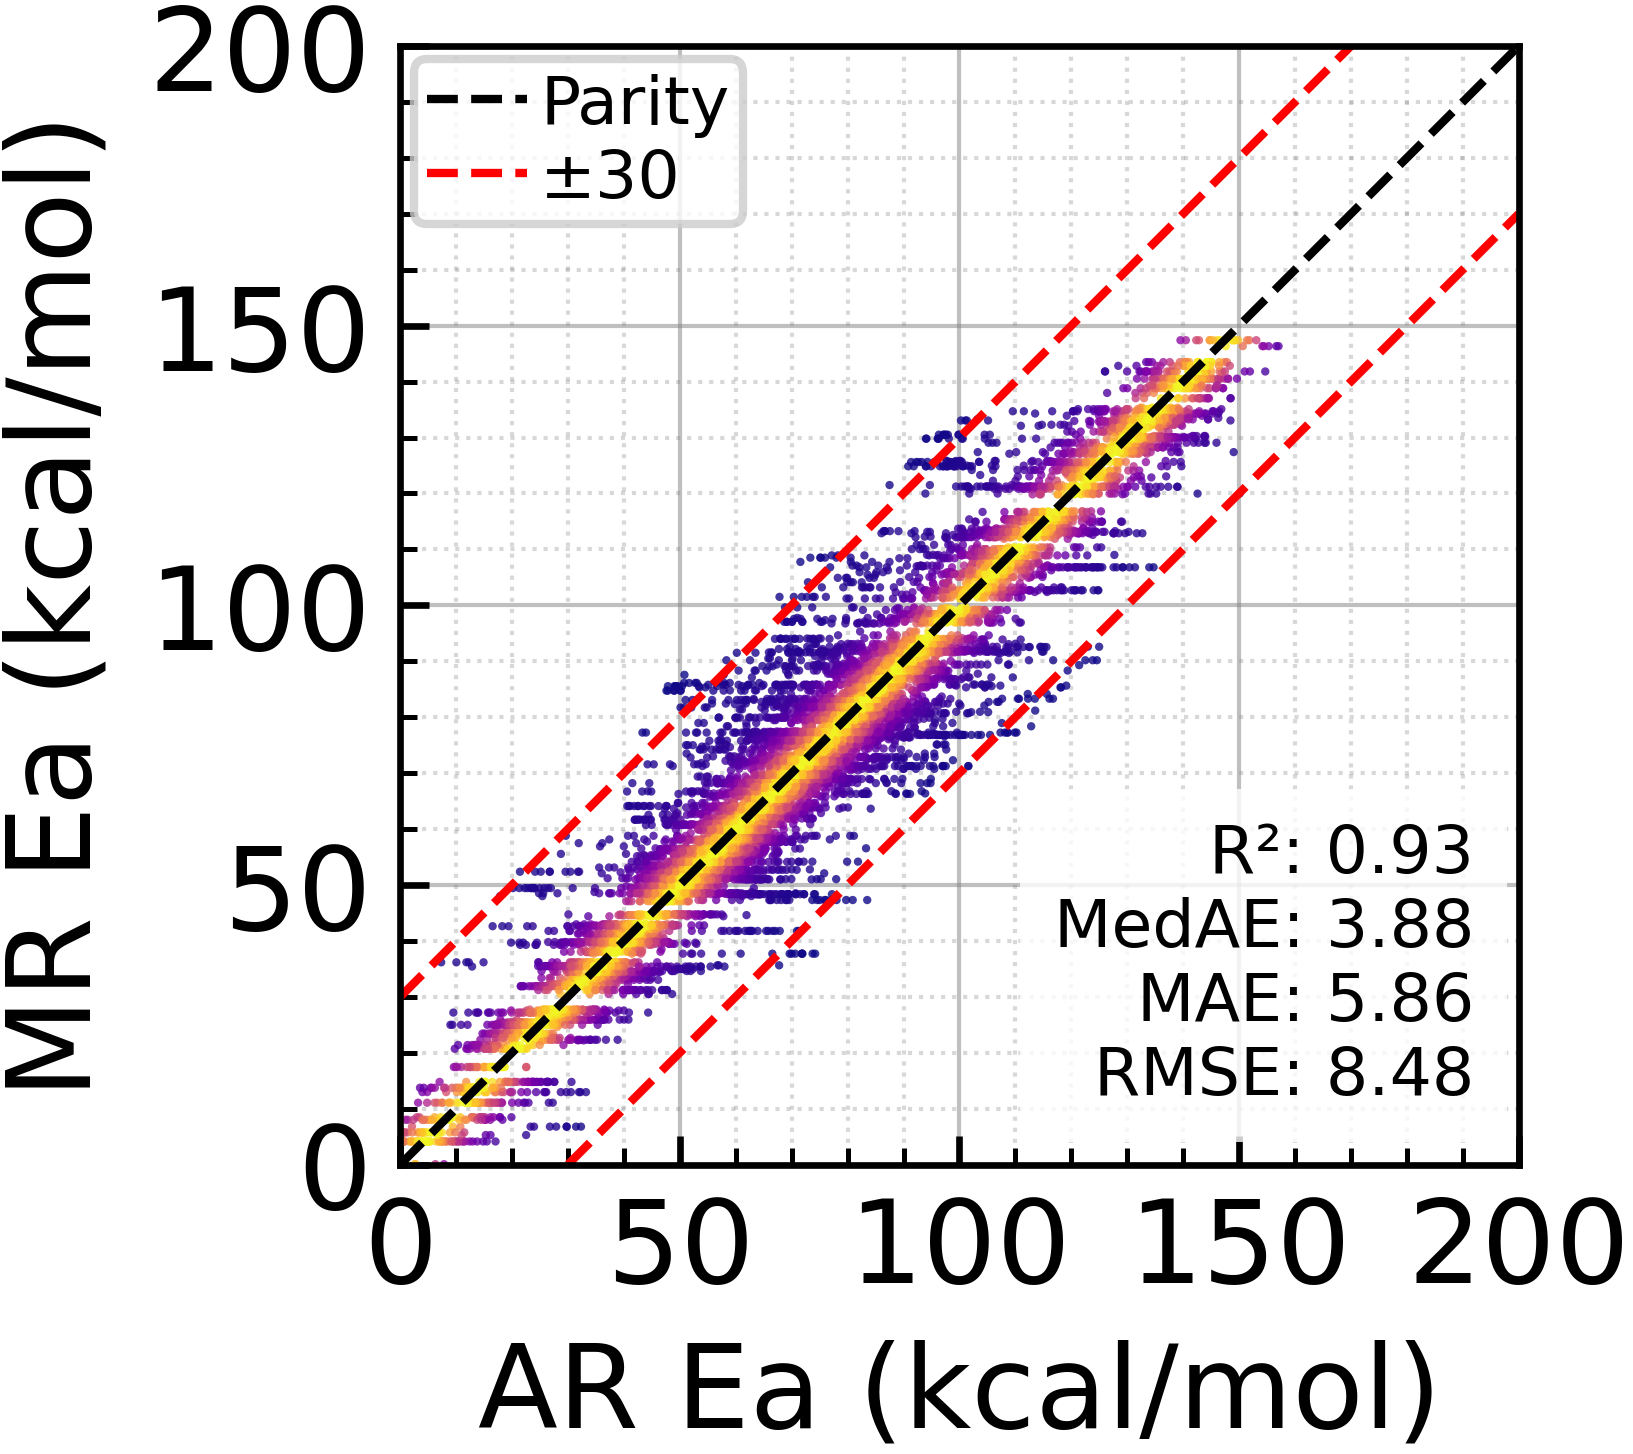 200
150
100
50
0
MR Ea (kcal/mol)
Parity
±30
R²: 0.93
MedAE: 3.88
MAE: 5.86
RMSE: 8.48
0 50 100 150 200
AR Ea (kcal/mol)